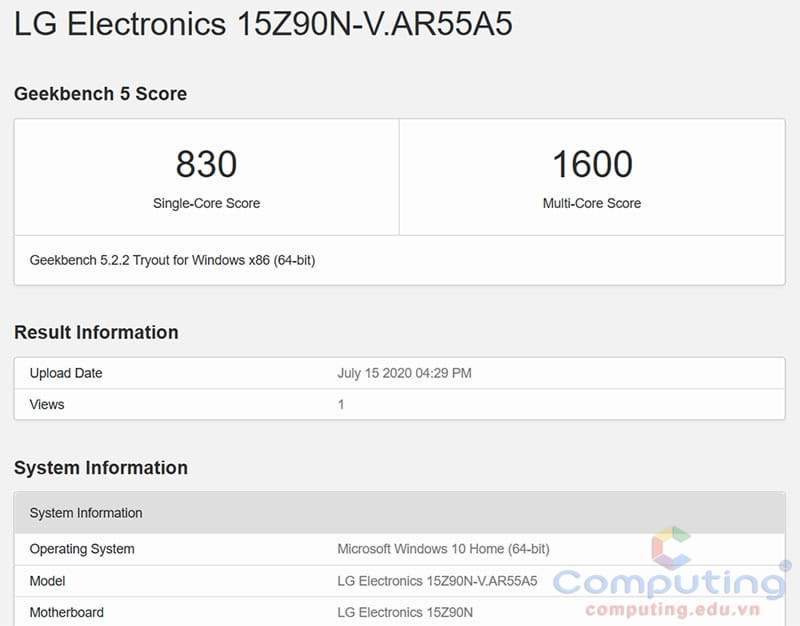 LG Electronics 15Z90N-V.AR55A5
Geekbench 5 Score
830
Single-Core Score
1600
Multi-Core Score
Geekbench 5.2.2 Tryout for Windows x86 (64-bit)
Result Information
Upload Date July 15 2020 04:29 PM
Views 1
System Information
System Information
Operating System Microsoft Windows 10 Home (64-bit)
Model LG Electronics 15Z90N-V.AR55A5
Motherboard LG Electronics 15Z90N
Computing®
computing.edu.vn